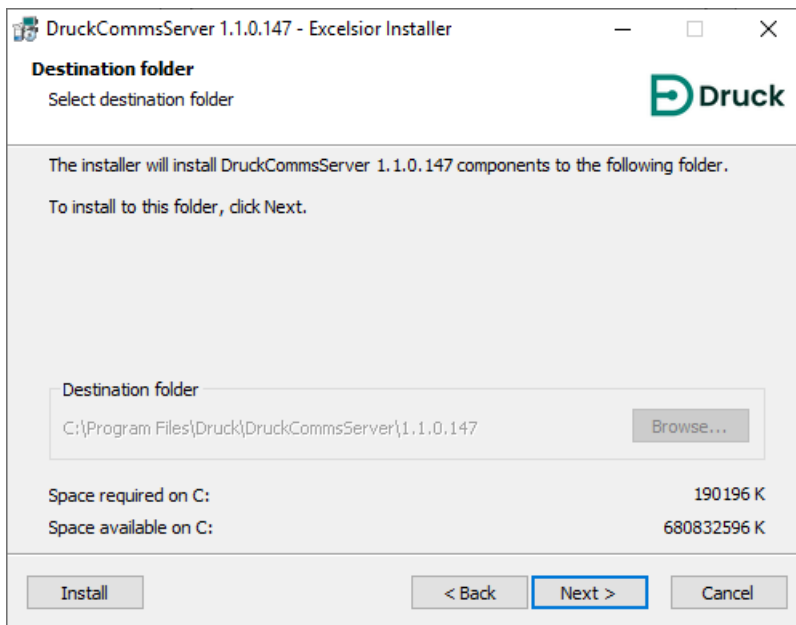 DruckCommsServer 1.1.0.147 - Excelsior Installer
Destination folder
Select destination folder
Druck
The installer will install DruckCommsServer 1.1.0.147 components to the following folder.
To install to this folder, click Next.
Destination folder
C:\Program Files\Druck\DruckCommsServer\1.1.0.147
Browse...
Space required on C: 190196 K
Space available on C: 680832596 K
Install < Back Next > Cancel